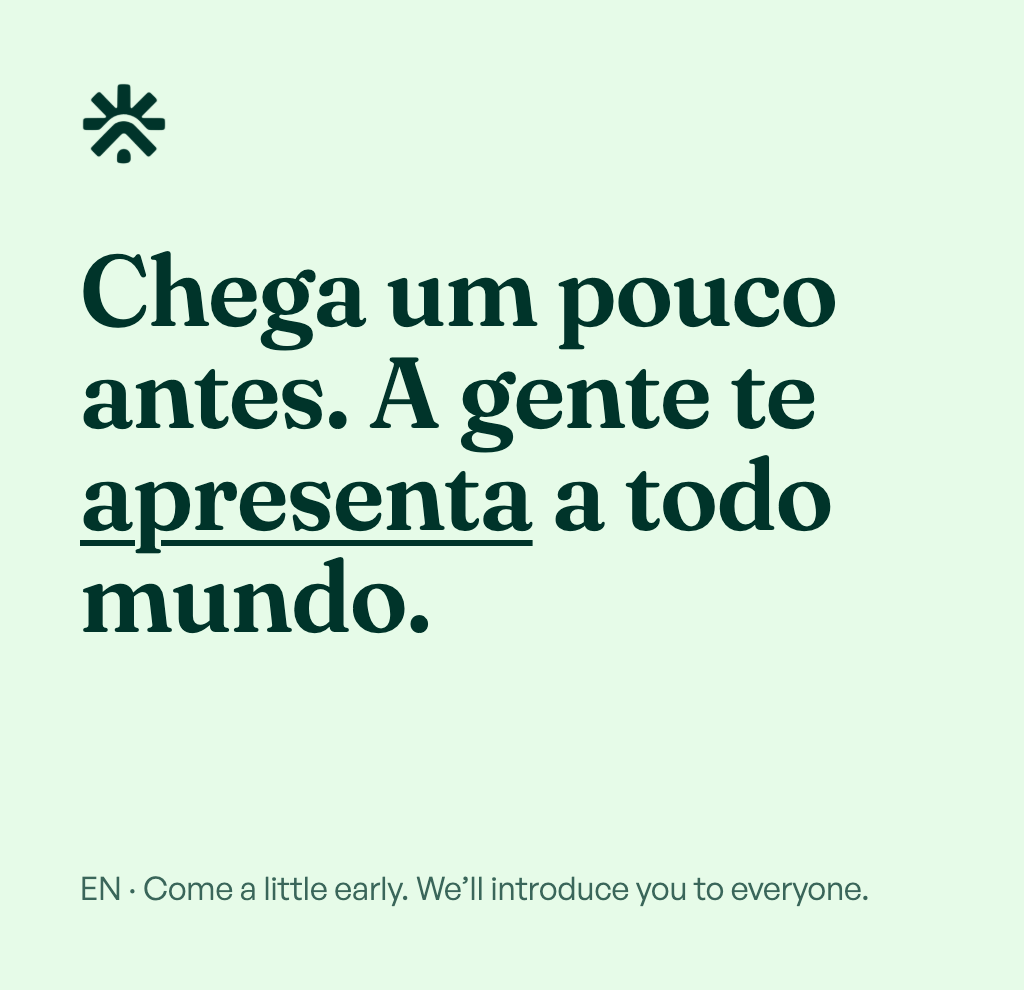 Chega um pouco
antes. A gente te
apresenta a todo
mundo.
EN · Come a little early. We’ll introduce you to everyone.